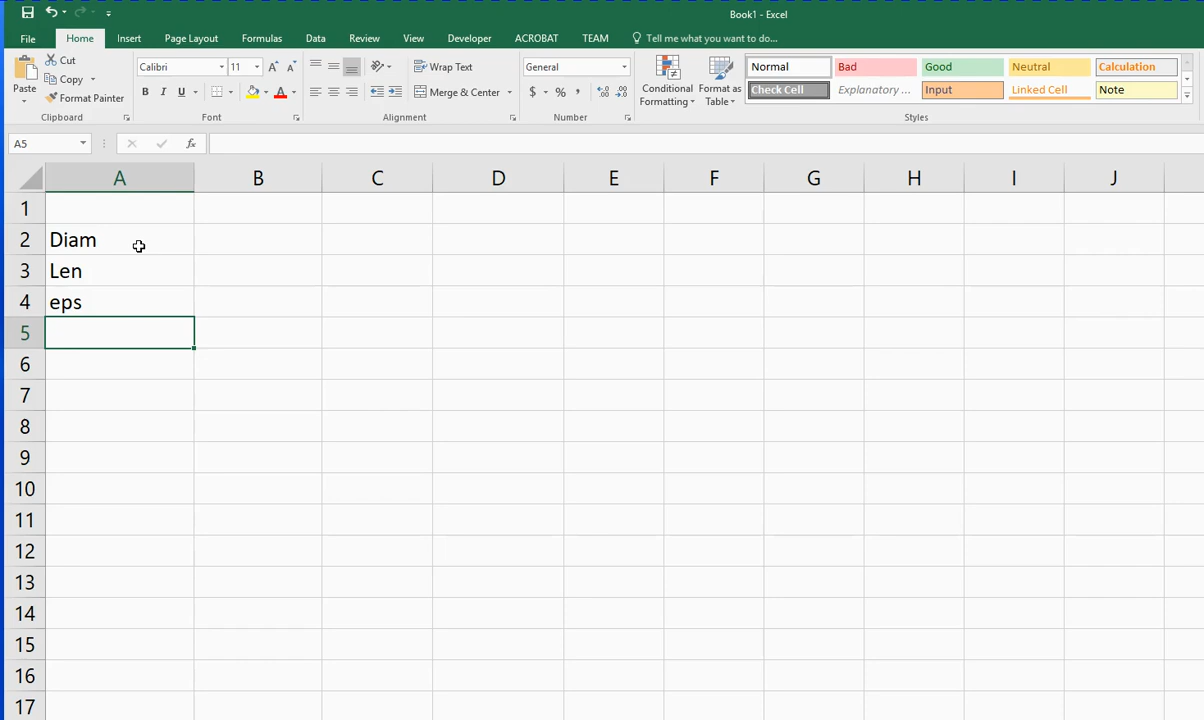 Book1 - Excel
File Home Insert Page Layout Formulas Data Review View Developer ACROBAT TEAM Tell me what you want to do...
Paste
Cut
Copy
Format Painter
Clipboard
Calibri 11 A A
B I U A
Font
Wrap Text
Merge & Center
Alignment
General
$ % ,
Number
Conditional Formatting
Format as Table
Normal Bad Good Neutral Calculation
Check Cell Explanatory ... Input Linked Cell Note
Styles
A5 fx
A B C D E F G H I J
1
2 Diam
3 Len
4 eps
5
6
7
8
9
10
11
12
13
14
15
16
17